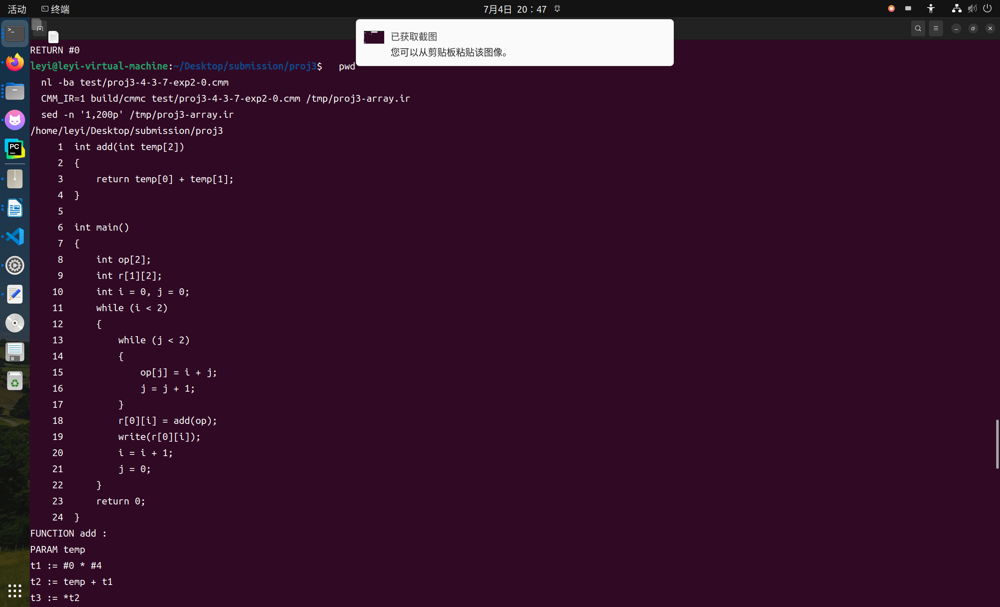 活动 终端 7月4日 20：47
已获取截图
您可以从剪贴板粘贴该图像。
RETURN #0
leyi@leyi-virtual-machine:~/Desktop/submission/proj3$   pwd
  nl -ba test/proj3-4-3-7-exp2-0.cmm
  CMM_IR=1 build/cmmc test/proj3-4-3-7-exp2-0.cmm /tmp/proj3-array.ir
  sed -n '1,200p' /tmp/proj3-array.ir
/home/leyi/Desktop/submission/proj3
     1  int add(int temp[2])
     2  {
     3      return temp[0] + temp[1];
     4  }
     5
     6  int main()
     7  {
     8      int op[2];
     9      int r[1][2];
    10      int i = 0, j = 0;
    11      while (i < 2)
    12      {
    13          while (j < 2)
    14          {
    15              op[j] = i + j;
    16              j = j + 1;
    17          }
    18          r[0][i] = add(op);
    19          write(r[0][i]);
    20          i = i + 1;
    21          j = 0;
    22      }
    23      return 0;
    24  }
FUNCTION add :
PARAM temp
t1 := #0 * #4
t2 := temp + t1
t3 := *t2
PC